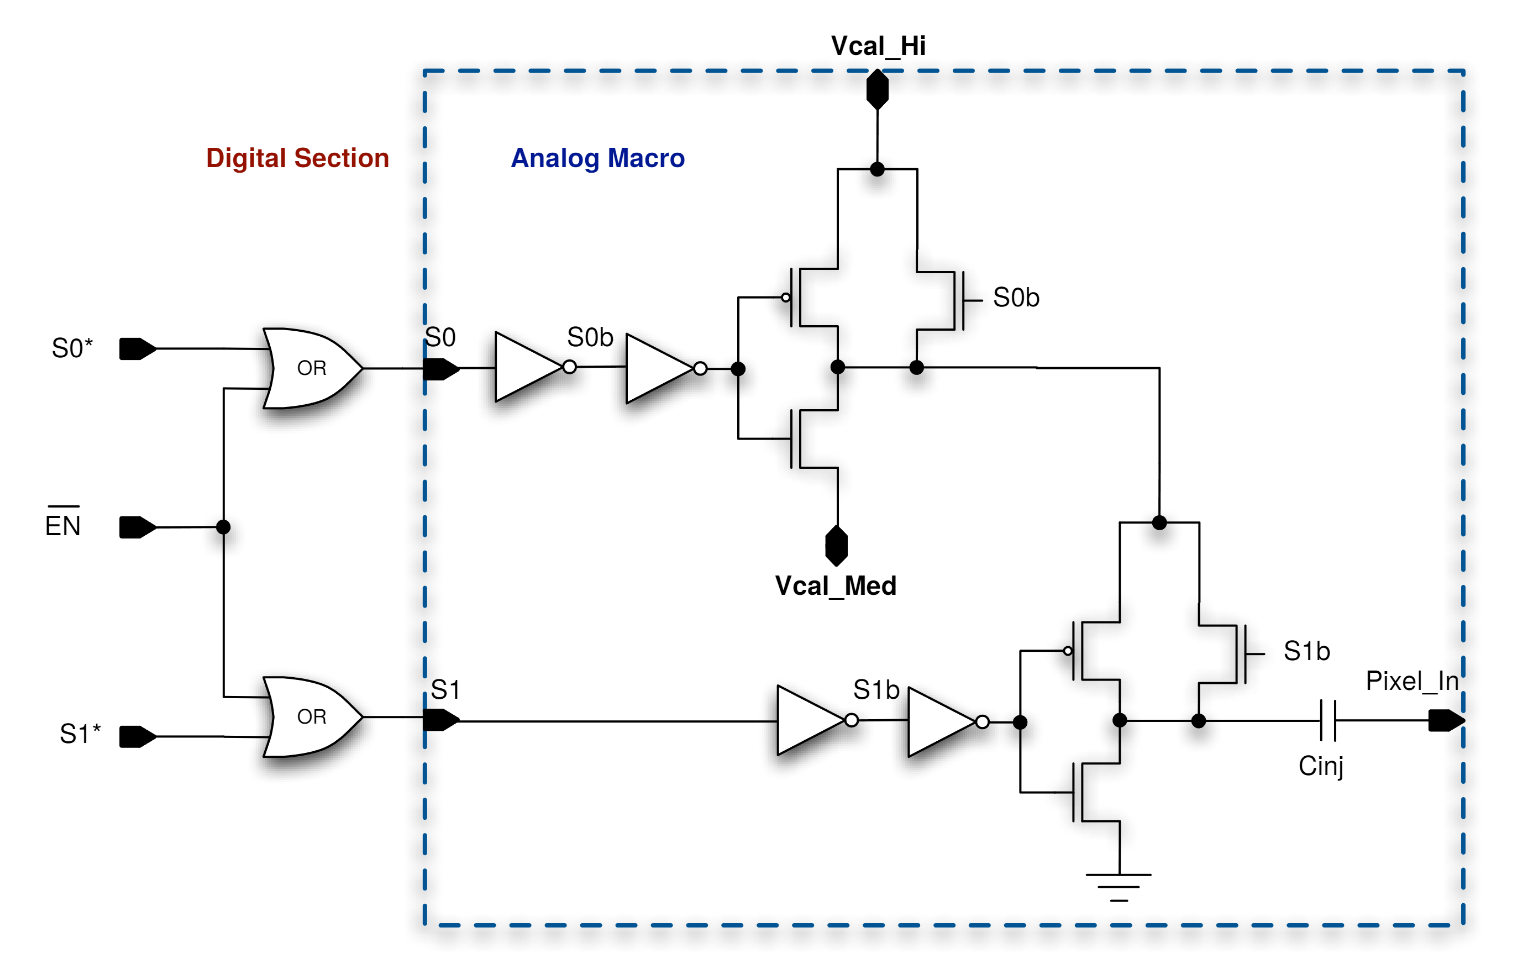 Vcal_Hi
Digital Section
Analog Macro
S0b
S0
S0b
S0*
OR
EN
Vcal_Med
S1b
S1
S1b
Pixel_In
OR
S1*
Cinj